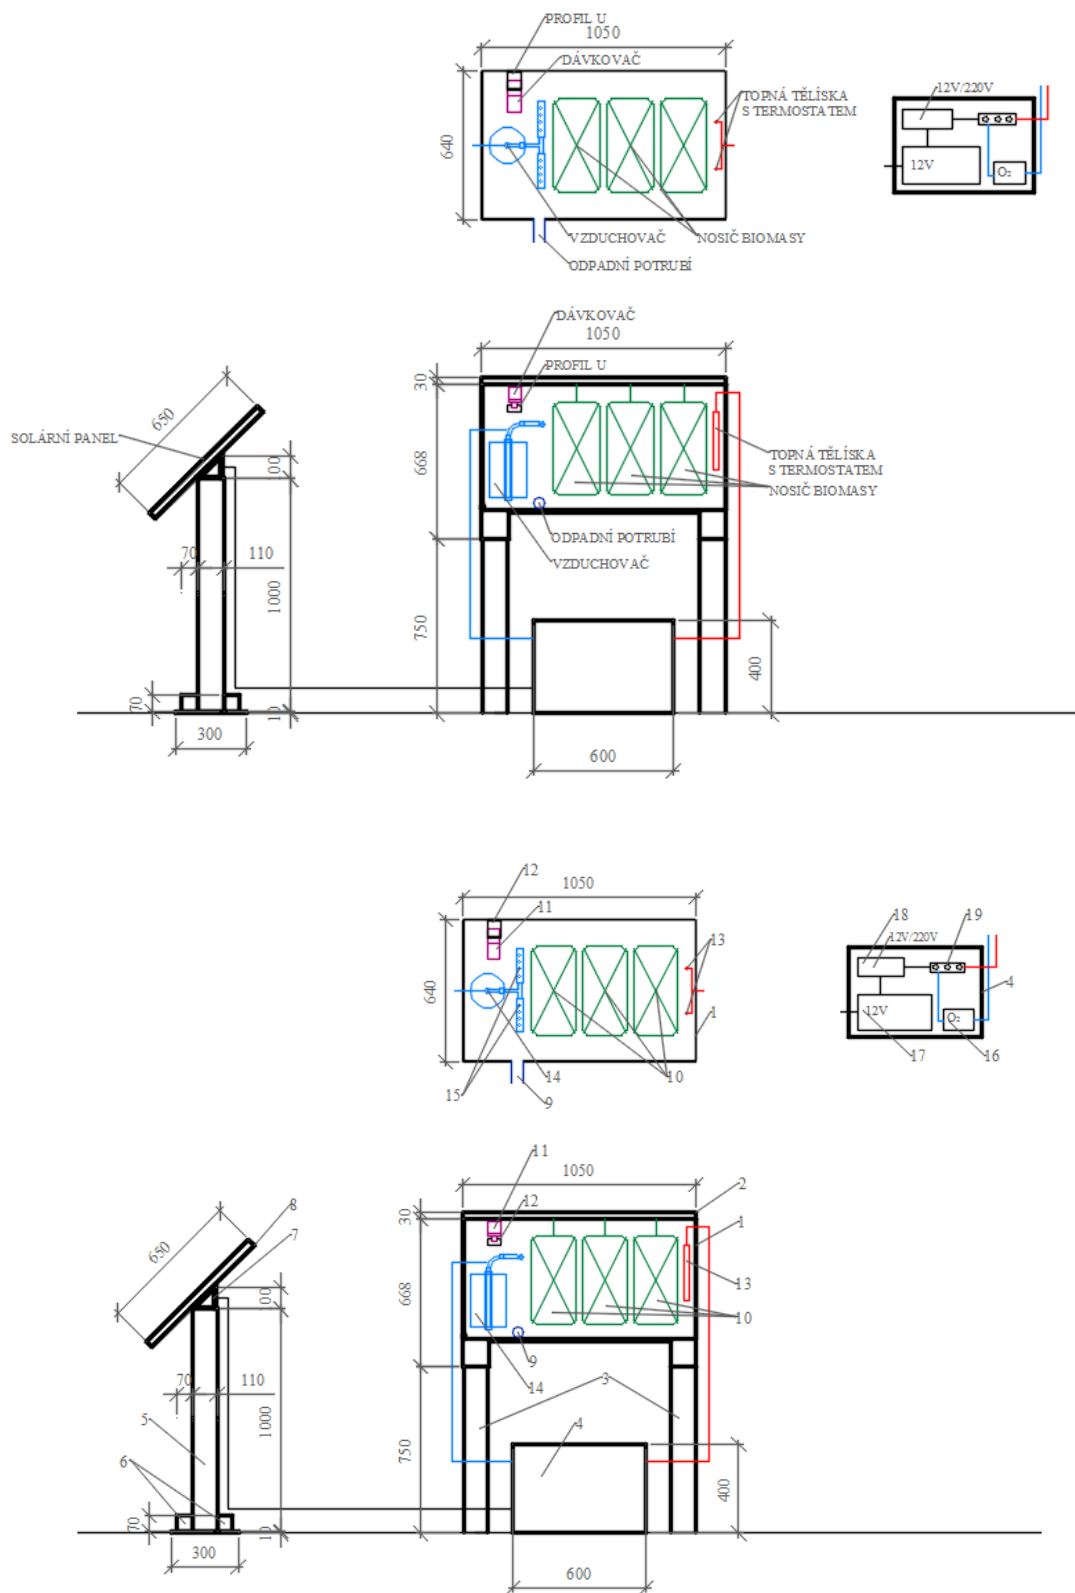 PROFIL U
1050
DÁVKOVAČ
TOPNÁ TĚLÍSKA
S TERMOSTATEM
640
12V/220V
12V
O₂
VZDUCHOVAČ
NOSIČ BIOMASY
ODPADNÍ POTRUBÍ
DÁVKOVAČ
1050
PROFIL U
30
650
SOLÁRNÍ PANEL
100
668
TOPNÁ TĚLÍSKA
S TERMOSTATEM
NOSIČ BIOMASY
ODPADNÍ POTRUBÍ
VZDUCHOVAČ
70
110
1000
750
400
70
10
300
600
12
1050
11
13
640
1
15
14
9
10
18
19
12V/220V
4
12V
O₂
17
16
11
1050
12
2
30
8
7
650
1
100
668
13
10
9
14
3
70
110
5
1000
4
750
6
400
70
10
300
600